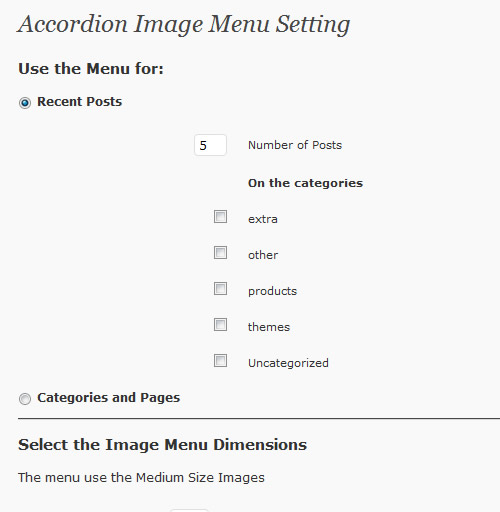 Accordion Image Menu Setting
Use the Menu for:
Recent Posts
5 Number of Posts
On the categories
extra
other
products
themes
Uncategorized
Categories and Pages
Select the Image Menu Dimensions
The menu use the Medium Size Images